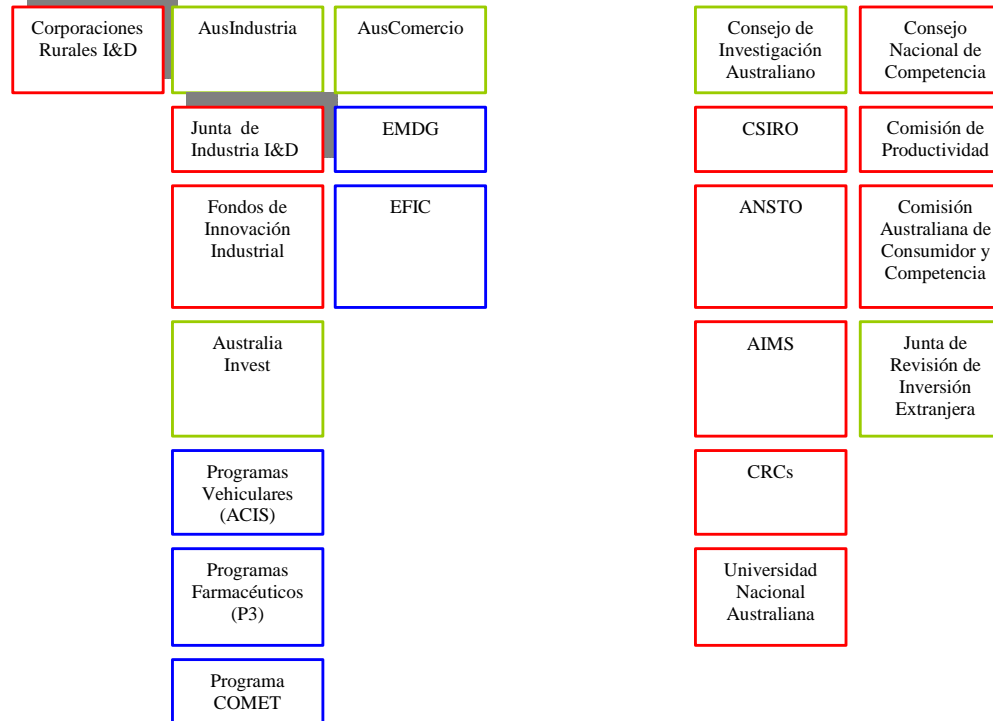 Corporaciones
Rurales I&D
AusIndustria
AusComercio
Consejo de
Investigación
Australiano
Consejo
Nacional de
Competencia
Junta de
Industria I&D
EMDG
CSIRO
Comisión de
Productividad
Fondos de
Innovación
Industrial
EFIC
ANSTO
Comisión
Australiana de
Consumidor y
Competencia
Australia
Invest
AIMS
Junta de
Revisión de
Inversión
Extranjera
Programas
Vehiculares
(ACIS)
CRCs
Programas
Farmacéuticos
(P3)
Universidad
Nacional
Australiana
Programa
COMET